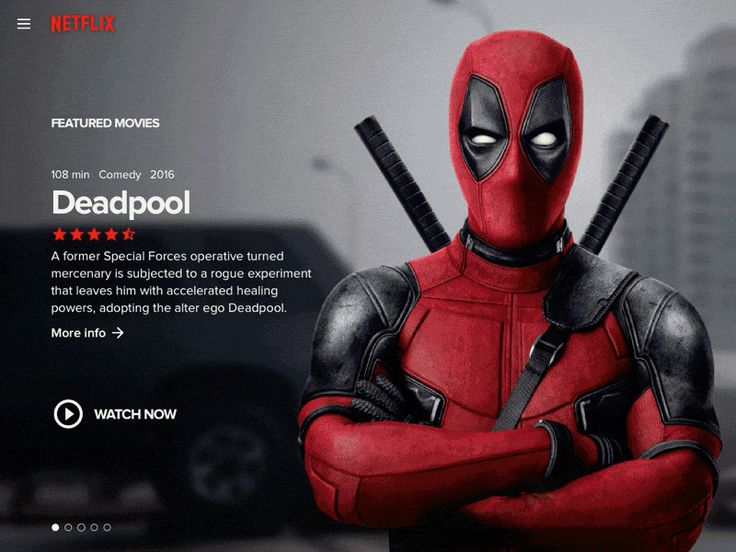 NETFLIX
FEATURED MOVIES
108 min Comedy 2016
Deadpool
A former Special Forces operative turned
mercenary is subjected to a rogue experiment
that leaves him with accelerated healing
powers, adopting the alter ego Deadpool.
More info →
WATCH NOW